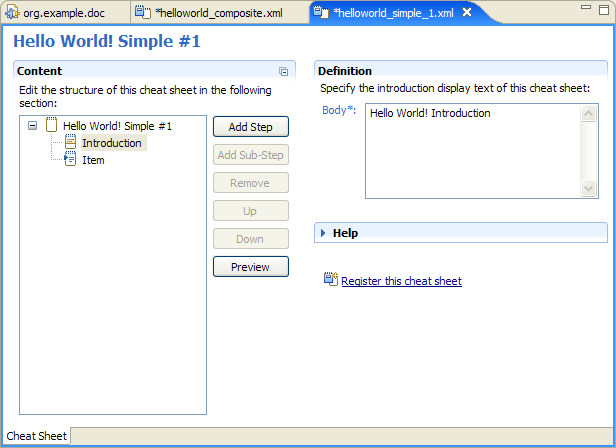 org.example.doc
*helloworld_composite.xml
*helloworld_simple_1.xml
Hello World! Simple #1
Content
Edit the structure of this cheat sheet in the following
section:
Hello World! Simple #1
Introduction
Item
Add Step
Add Sub-Step
Remove
Up
Down
Preview
Definition
Specify the introduction display text of this cheat sheet:
Body*:
Hello World! Introduction
Help
Register this cheat sheet
Cheat Sheet